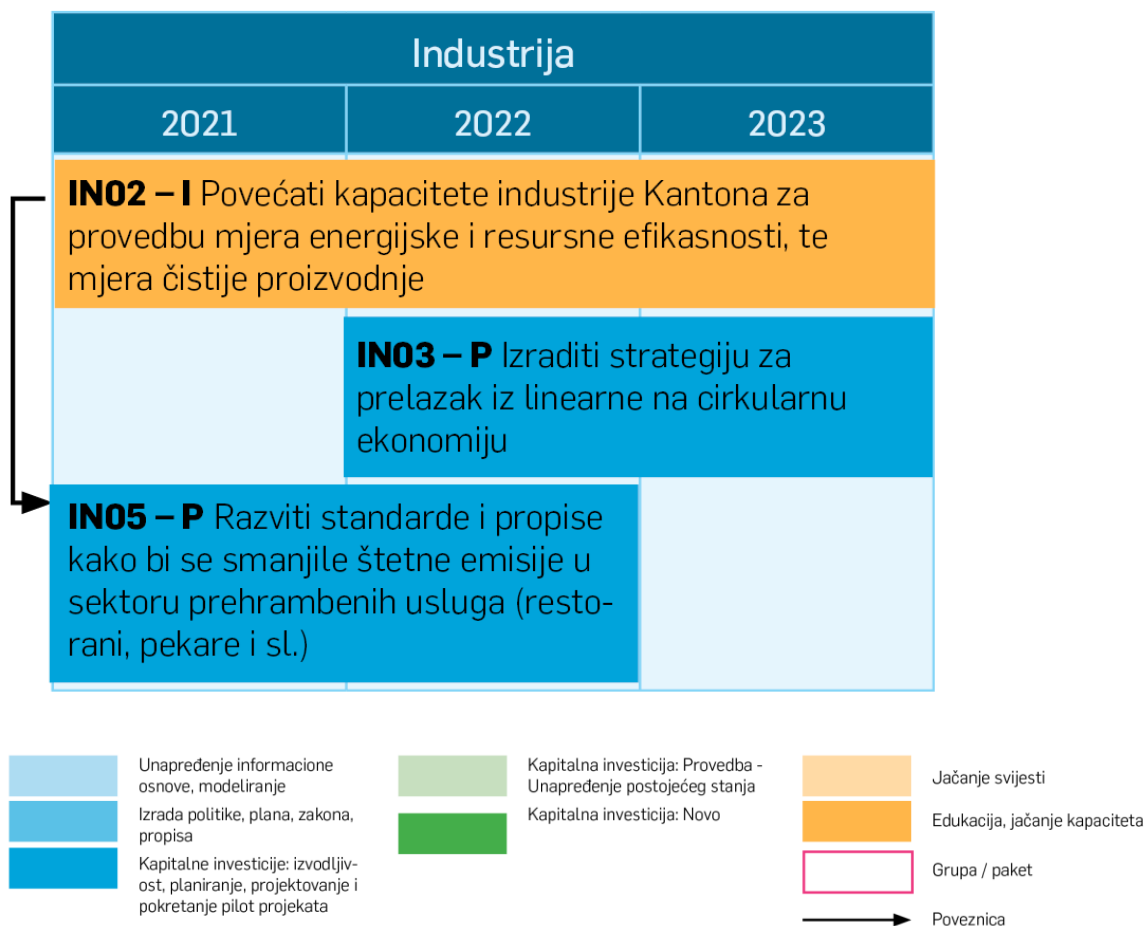 Industrija
2021
2022
2023
IN02 – I Povećati kapacitete industrije Kantona za
provedbu mjera energijske i resursne efikasnosti, te
mjera čistije proizvodnje
IN03 – P Izraditi strategiju za
prelazak iz linearne na cirkularnu
ekonomiju
IN05 – P Razviti standarde i propise
kako bi se smanjile štetne emisije u
sektoru prehrambenih usluga (resto-
rani, pekare i sl.)
Unapređenje informacione
osnove, modeliranje
Izrada politike, plana, zakona,
propisa
Kapitalne investicije: izvodljiv-
ost, planiranje, projektovanje i
pokretanje pilot projekata
Kapitalna investicija: Provedba -
Unapređenje postojećeg stanja
Kapitalna investicija: Novo
Jačanje svijesti
Edukacija, jačanje kapaciteta
Grupa / paket
Poveznica